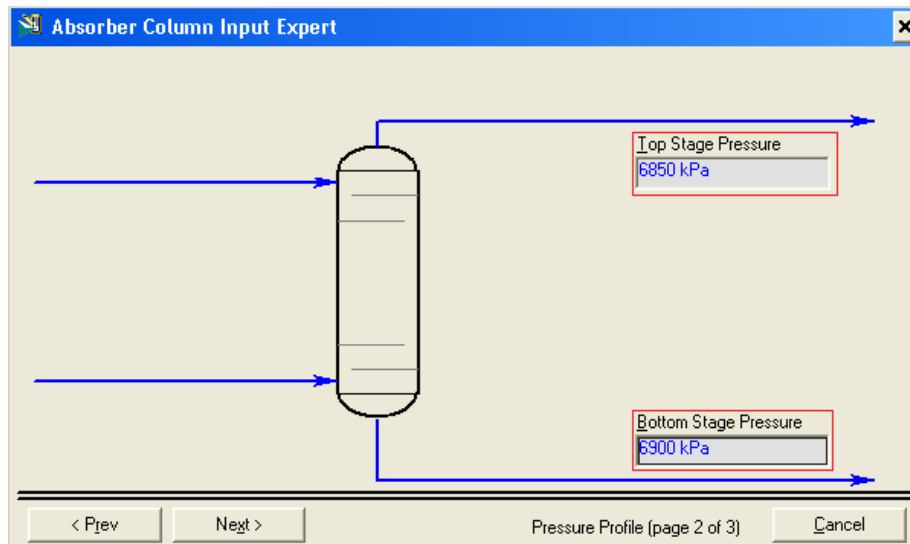 Absorber Column Input Expert
Top Stage Pressure
6850 kPa
Bottom Stage Pressure
6900 kPa
< Prev
Next >
Pressure Profile (page 2 of 3)
Cancel